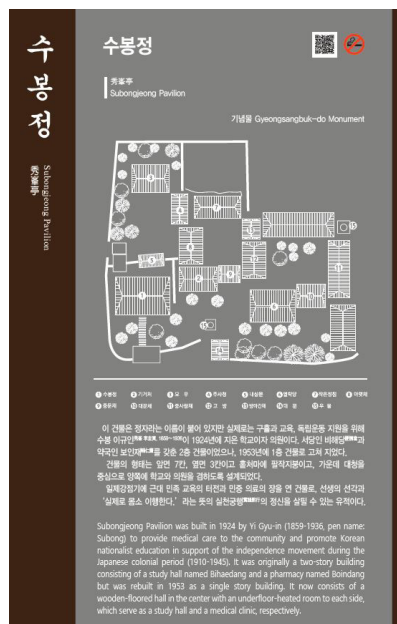 수봉정
秀峯亭
Subongjeong Pavilion
수봉정
秀峯亭
Subongjeong Pavilion
기념물 Gyeongsangbuk-do Monument
이 건물은 정자라는 이름이 붙어 있지만 실제로는 구휼과 교육, 독립운동 지원을 위해
수봉 이규인이 1924년에 지은 학교이자 의원이다. 서당인 비해당과
약국인 보인재를 갖춘 2층 건물이었으나, 1953년에 1층 건물로 고쳐 지었다.
건물의 형태는 앞면 7칸, 옆면 3칸이고 홑처마에 팔작지붕이고, 가운데 대청을
중심으로 양쪽에 학교와 의원을 겸하도록 설계되었다.
일제강점기에 근대 민족 교육의 터전과 민중 의료의 장을 연 건물로, 선생의 선각과
‘실제로 몸소 이행한다.’ 라는 뜻의 실천궁행의 정신을 살필 수 있는 유적이다.
Subongjeong Pavilion was built in 1924 by Yi Gyu-in (1859-1936, pen name:
Subong) to provide medical care to the community and promote Korean
nationalist education in support of the independence movement during the
Japanese colonial period (1910-1945). It was originally a two-story building
consisting of a study hall named Bihaedang and a pharmacy named Boindang
but was rebuilt in 1953 as a single story building. It now consists of a
wooden-floored hall in the center with an underfloor-heated room to each side,
which serve as a study hall and a medical clinic, respectively.